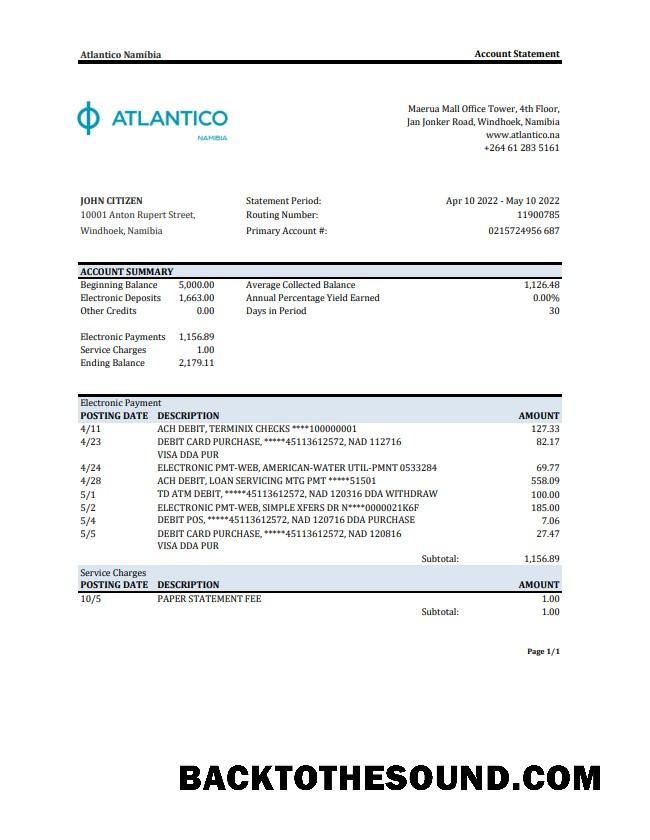 Atlantico Namíbia Account Statement
ATLANTICO
NAMIBIA
Maerua Mall Office Tower, 4th Floor,
Jan Jonker Road, Windhoek, Namibia
www.atlantico.na
+264 61 283 5161
JOHN CITIZEN Statement Period: Apr 10 2022 - May 10 2022
10001 Anton Rupert Street, Routing Number: 11900785
Windhoek, Namibia Primary Account #: 0215724956 687
ACCOUNT SUMMARY
Beginning Balance 5,000.00 Average Collected Balance 1,126.48
Electronic Deposits 1,663.00 Annual Percentage Yield Earned 0.00%
Other Credits 0.00 Days in Period 30
Electronic Payments 1,156.89
Service Charges 1.00
Ending Balance 2,179.11
Electronic Payment
POSTING DATE DESCRIPTION AMOUNT
4/11 ACH DEBIT, TERMINIX CHECKS ****100000001 127.33
4/23 DEBIT CARD PURCHASE, *****45113612572, NAD 112716 82.17
VISA DDA PUR
4/24 ELECTRONIC PMT-WEB, AMERICAN-WATER UTIL-PMNT 0533284 69.77
4/28 ACH DEBIT, LOAN SERVICING MTG PMT *****51501 558.09
5/1 TD ATM DEBIT, *****45113612572, NAD 120316 DDA WITHDRAW 100.00
5/2 ELECTRONIC PMT-WEB, SIMPLE XFERS DR N****0000021K6F 185.00
5/4 DEBIT POS, *****45113612572, NAD 120716 DDA PURCHASE 7.06
5/5 DEBIT CARD PURCHASE, *****45113612572, NAD 120816 27.47
VISA DDA PUR
Subtotal: 1,156.89
Service Charges
POSTING DATE DESCRIPTION AMOUNT
10/5 PAPER STATEMENT FEE 1.00
Subtotal: 1.00
Page 1/1
BACKTOTHESOUND.COM